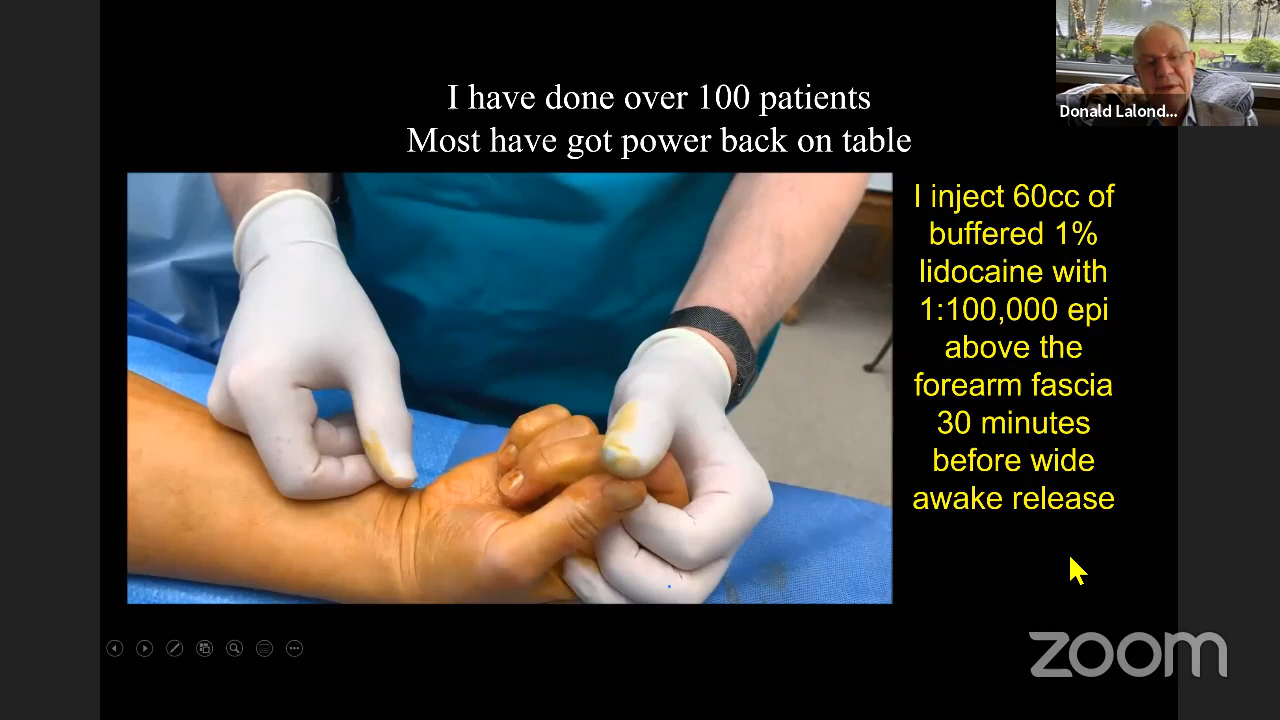 I have done over 100 patients
Most have got power back on table
Donald Lalond...
I inject 60cc of
buffered 1%
lidocaine with
1:100,000 epi
above the
forearm fascia
30 minutes
before wide
awake release
zoom